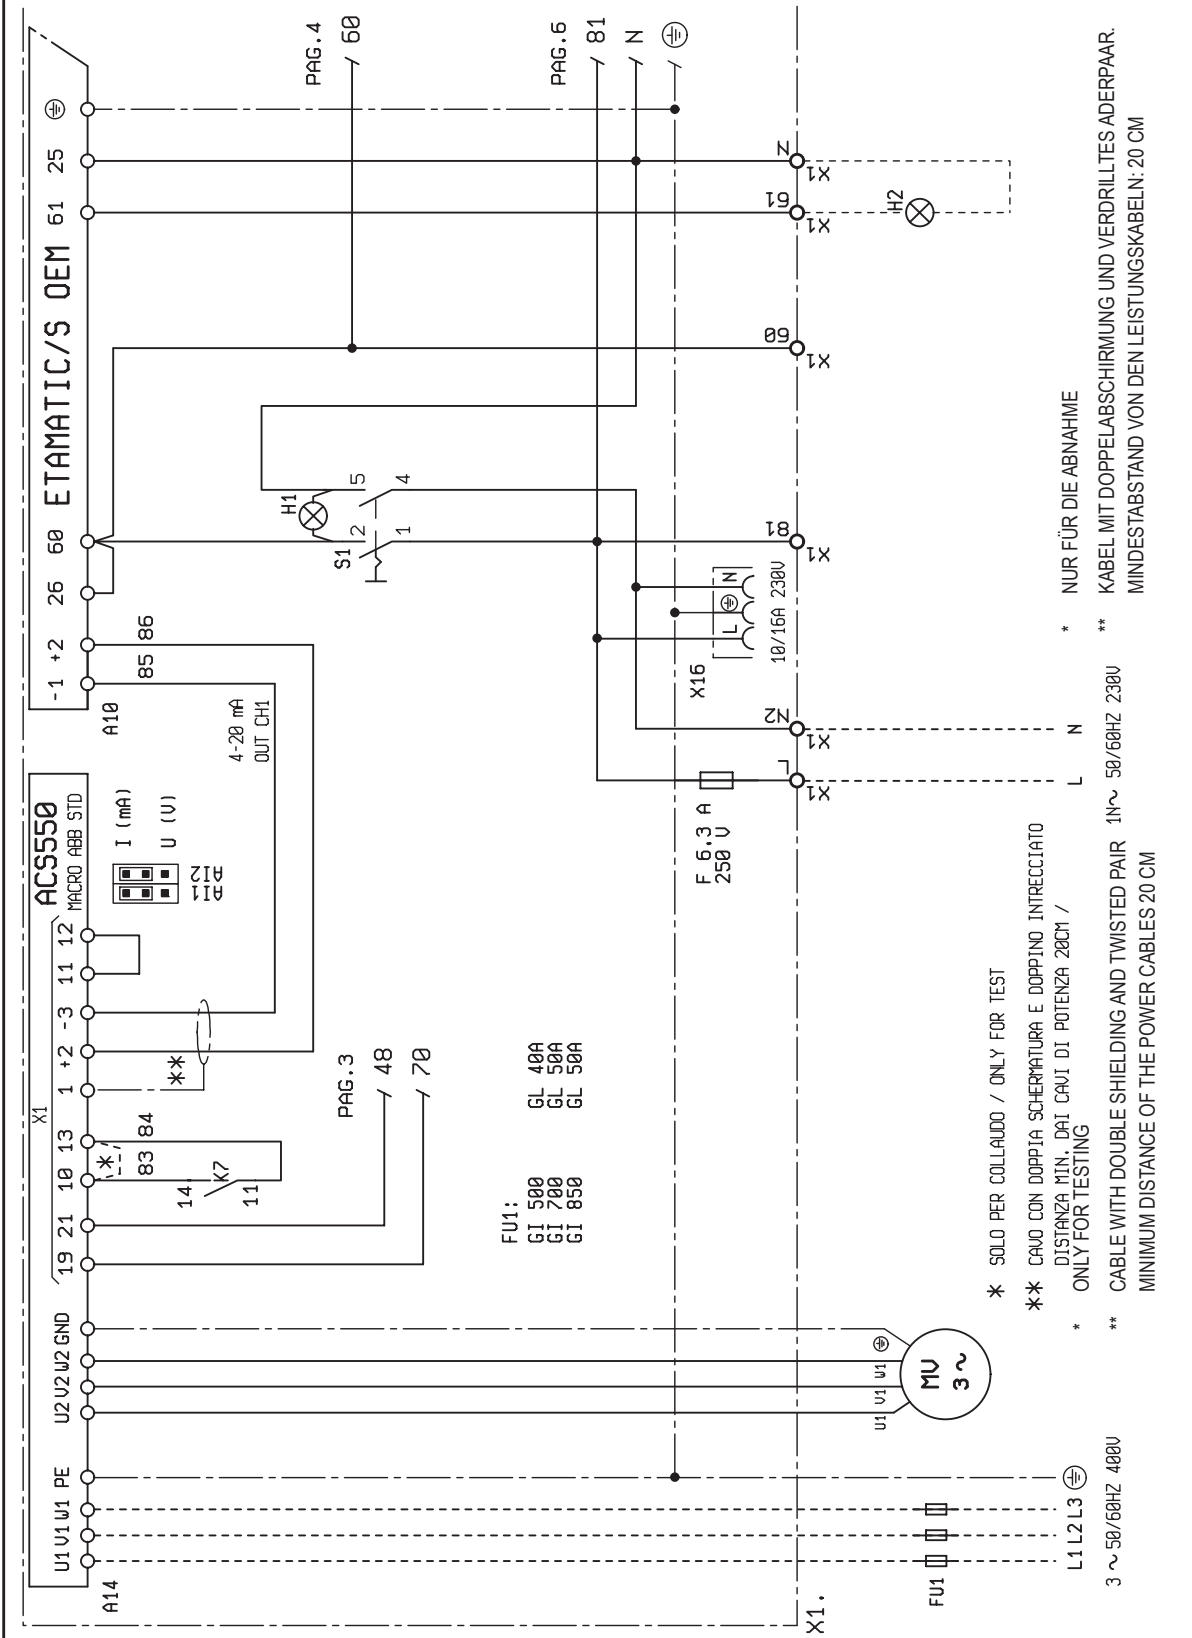 ACS550
MACRO ABB STD
X1
U1 V1 W1 PE
U2 V2 W2 GND
19 21
10 13
1 +2 -3
11 12
A14
I (mA)
U (V)
AI1
AI2
*
83
84
14
K7
11
**
4-20 mA
OUT CH1
85
86
A10
-1 +2 26 60
ETAMATIC/S OEM
61 25
PAG.3
48
70
PAG.4
60
PAG.6
81
N
H1
S1
2
1
5
4
FU1:
GI 500 GL 40A
GI 700 GL 50A
GI 850 GL 50A
F 6.3 A
250 V
X16
L
N
10/16A 230V
L
X1
N2
X1
81
X1
60
X1
61
X1
N
X1
H2
U1 V1 W1
MV
3 ~
X1.
FU1
L1 L2 L3
3 ~ 50/60HZ 400V
L
N
1N~ 50/60HZ 230V
* SOLO PER COLLAUDO / ONLY FOR TEST
** CAVO CON DOPPIA SCHERMATURA E DOPPINO INTRECCIATO
DISTANZA MIN. DAI CAVI DI POTENZA 20CM /
* ONLY FOR TESTING
** CABLE WITH DOUBLE SHIELDING AND TWISTED PAIR
MINIMUM DISTANCE OF THE POWER CABLES 20 CM
* NUR FÜR DIE ABNAHME
** KABEL MIT DOPPELABSCHIRMUNG UND VERDRILLTES ADERPAAR.
MINDESTABSTAND VON DEN LEISTUNGSKABELN: 20 CM